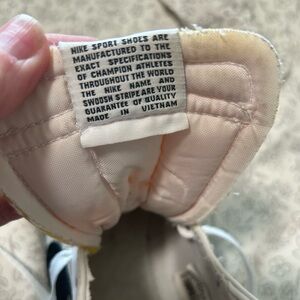 NIKE SPORT SHOES ARE
MANUFACTURED TO THE
EXACT SPECIFICATIONS
OF CHAMPION ATHLETES
THROUGHOUT THE WORLD
THE NIKE NAME AND
SWOOSH STRIPE ARE YOUR
GUARANTEE OF QUALITY
MADE IN VIETNAM